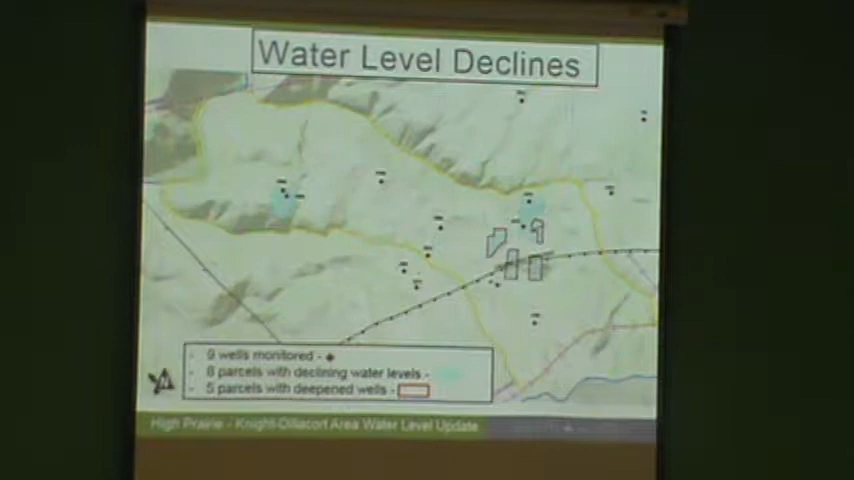 Water Level Declines
- 9 wells monitored -
- 8 parcels with declining water levels -
- 5 parcels with deepened wells -
High Prairie - Knight-Dilliacort Area Water Level Update